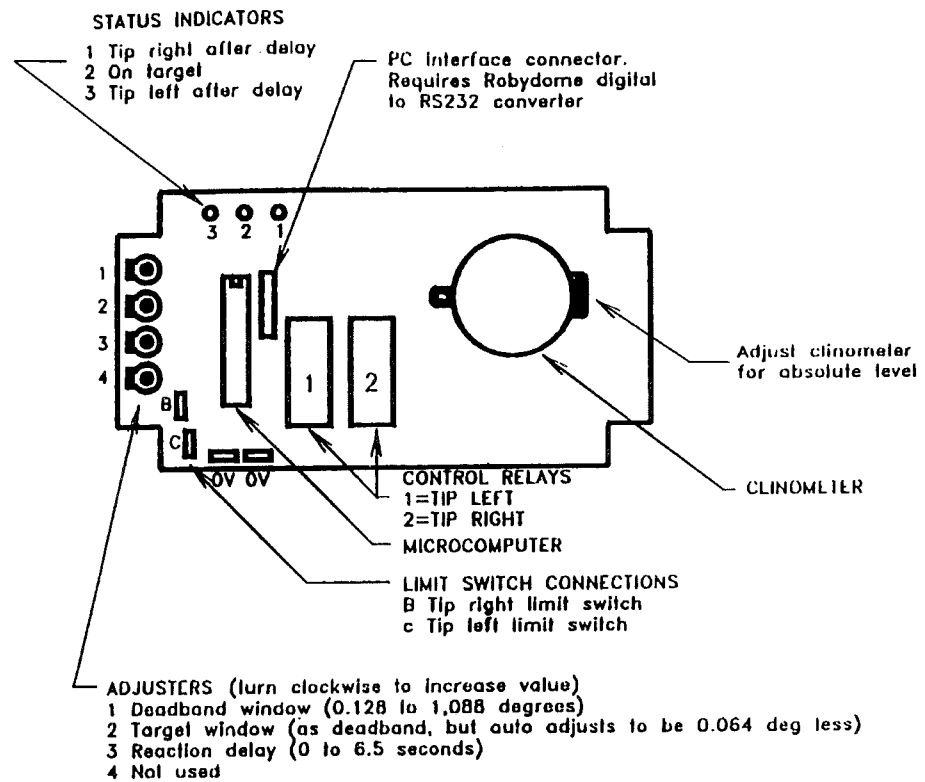 STATUS INDICATORS
1 Tip right after delay
2 On target
3 Tip left after delay
PC Interface connector.
Requires Robydome digital
to RS232 converter
3 2 1
1
2
3
4
B
C
0V 0V
1 2
Adjust clinometer
for absolute level
CLINOMETER
CONTROL RELAYS
1=TIP LEFT
2=TIP RIGHT
MICROCOMPUTER
LIMIT SWITCH CONNECTIONS
B Tip right limit switch
c Tip left limit switch
ADJUSTERS (turn clockwise to increase value)
1 Deadband window (0.128 to 1,088 degrees)
2 Target window (as deadband, but auto adjusts to be 0.064 deg less)
3 Reaction delay (0 to 6.5 seconds)
4 Not used